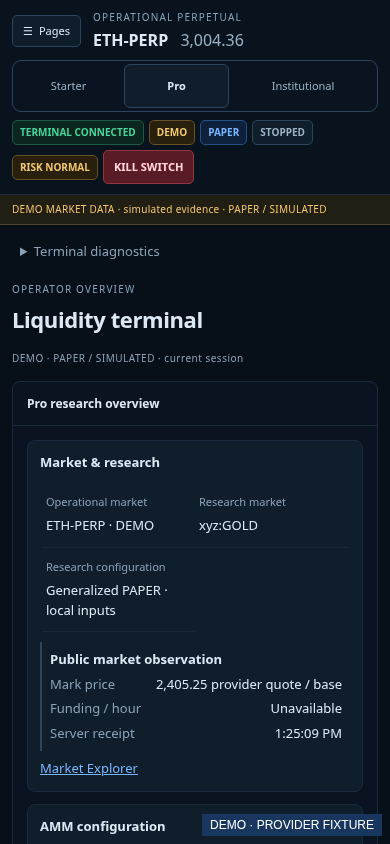 ☰ Pages
OPERATIONAL PERPETUAL
ETH-PERP 3,004.36
Starter Pro Institutional
TERMINAL CONNECTED DEMO PAPER STOPPED
RISK NORMAL KILL SWITCH
DEMO MARKET DATA · simulated evidence · PAPER / SIMULATED
▶ Terminal diagnostics
OPERATOR OVERVIEW
Liquidity terminal
DEMO · PAPER / SIMULATED · current session
Pro research overview
Market & research
Operational market Research market
ETH-PERP · DEMO xyz:GOLD
Research configuration
Generalized PAPER ·
local inputs
Public market observation
Mark price 2,405.25 provider quote / base
Funding / hour Unavailable
Server receipt 1:25:09 PM
Market Explorer
AMM configuration
DEMO · PROVIDER FIXTURE